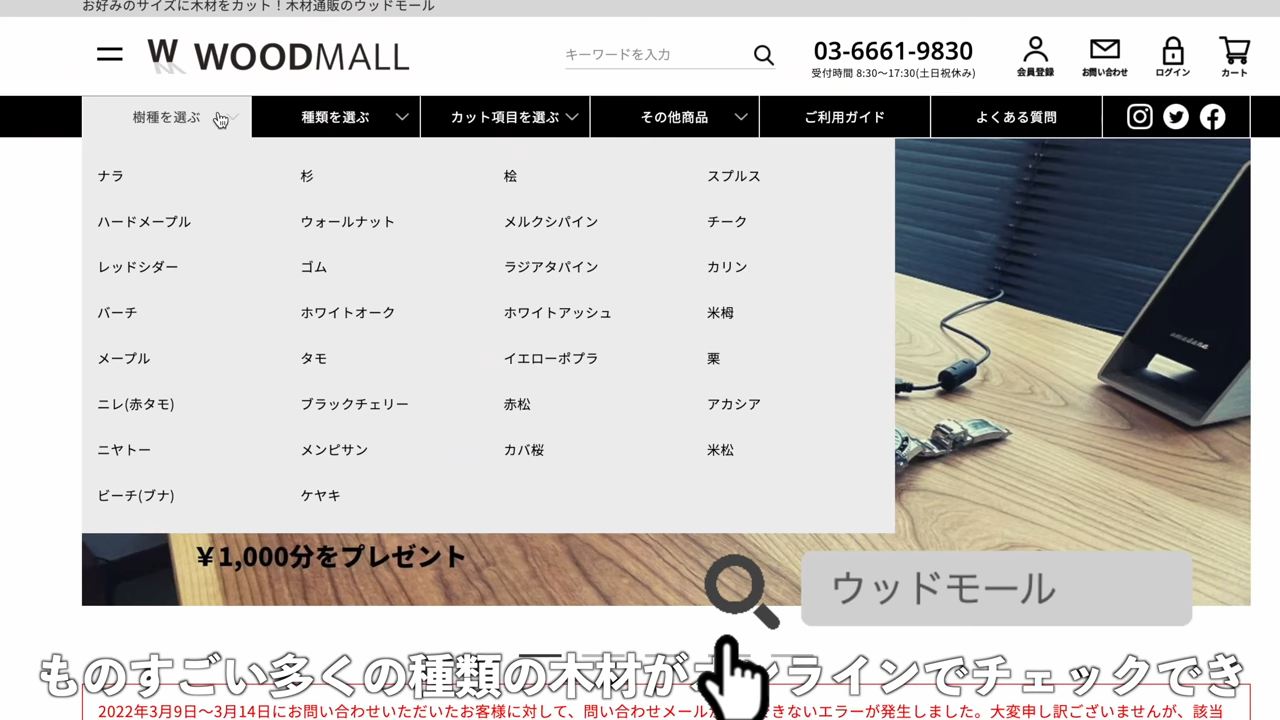 お好みのサイズに木材をカット！木材通販のウッドモール
WOODMALL
キーワードを入力
03-6661-9830
受付時間 8:30〜17:30(土日祝休み)
会員登録
お問い合わせ
ログイン
カート
樹種を選ぶ
種類を選ぶ
カット項目を選ぶ
その他商品
ご利用ガイド
よくある質問
ナラ 杉 桧 スプルス
ハードメープル ウォールナット メルクシパイン チーク
レッドシダー ゴム ラジアタパイン カリン
バーチ ホワイトオーク ホワイトアッシュ 米栂
メープル タモ イエローポプラ 栗
ニレ(赤タモ) ブラックチェリー 赤松 アカシア
ニヤトー メンピサン カバ桜 米松
ビーチ(ブナ) ケヤキ
amadana
￥1,000分をプレゼント
ウッドモール
ものすごい多くの種類の木材がオンラインでチェックでき
2022年3月9日〜3月14日にお問い合わせいただいたお客様に対して、問い合わせメールが できないエラーが発生しました。大変申し訳ございませんが、該当